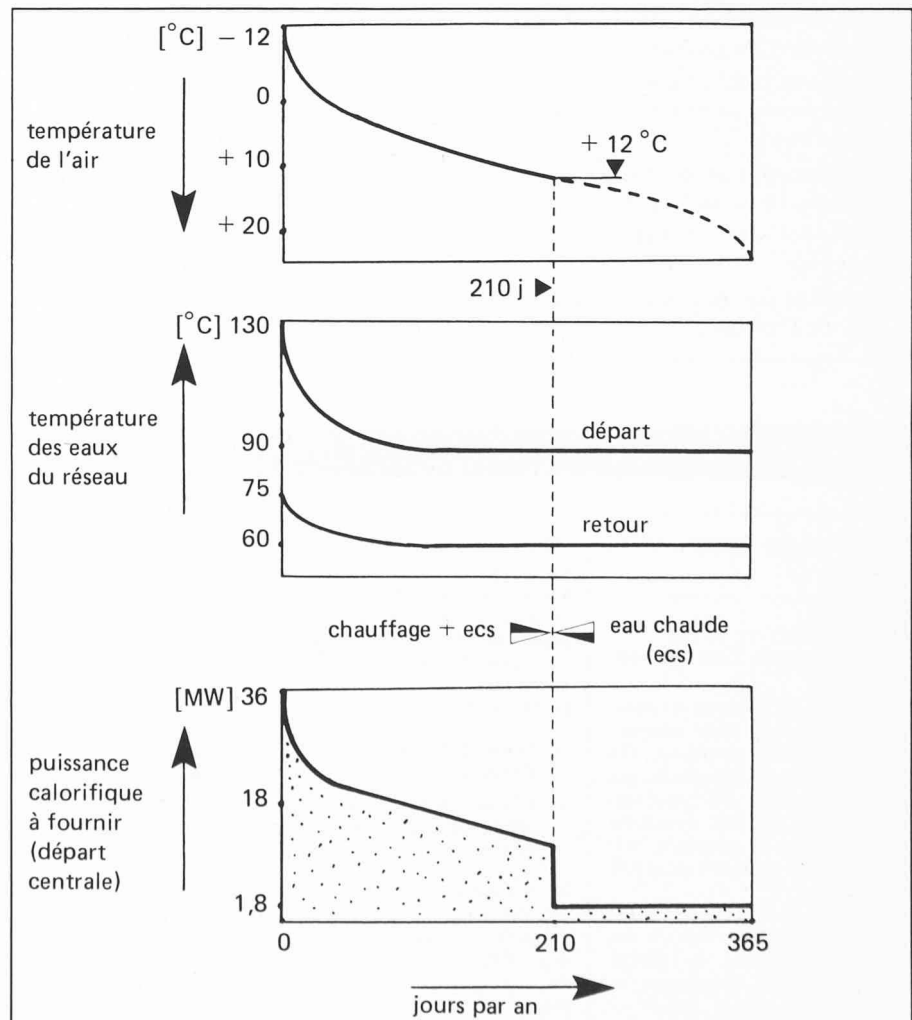 [°C] – 12
0
+ 10
+ 20
température
de l'air
+ 12 °C
210 j
[°C] 130
90
75
60
température
des eaux
du réseau
départ
retour
chauffage + ecs
eau chaude
(ecs)
[MW] 36
18
1,8
puissance
calorifique
à fournir
(départ
centrale)
0
210
365
jours par an